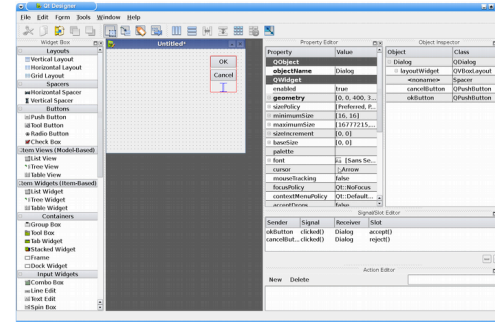 Qt Designer
File Edit Form Tools Window Help
Widget Box
Layouts
Vertical Layout
Horizontal Layout
Grid Layout
Spacers
Horizontal Spacer
Vertical Spacer
Buttons
Push Button
Tool Button
Radio Button
Check Box
Item Views (Model-Based)
List View
Tree View
Table View
Item Widgets (Item-Based)
List Widget
Tree Widget
Table Widget
Containers
Group Box
Tool Box
Tab Widget
Stacked Widget
Frame
Dock Widget
Input Widgets
Combo Box
Line Edit
Text Edit
Spin Box
Untitled*
OK
Cancel
Property Editor
Property Value
QObject
objectName Dialog
QWidget
enabled true
geometry [0, 0, 400, 3...
sizePolicy [Preferred, P...
minimumSize [16, 16]
maximumSize [16777215,...
sizeIncrement [0, 0]
baseSize [0, 0]
palette
font [Sans Se...
cursor Arrow
mouseTracking false
focusPolicy Qt::NoFocus
contextMenuPolicy Qt::Default...
acceptDrops false
Object Inspector
Object Class
Dialog QDialog
layoutWidget QVBoxLayout
<noname> Spacer
cancelButton QPushButton
okButton QPushButton
Signal/Slot Editor
Sender Signal Receiver Slot
okButton clicked() Dialog accept()
cancelBut... clicked() Dialog reject()
Action Editor
New Delete